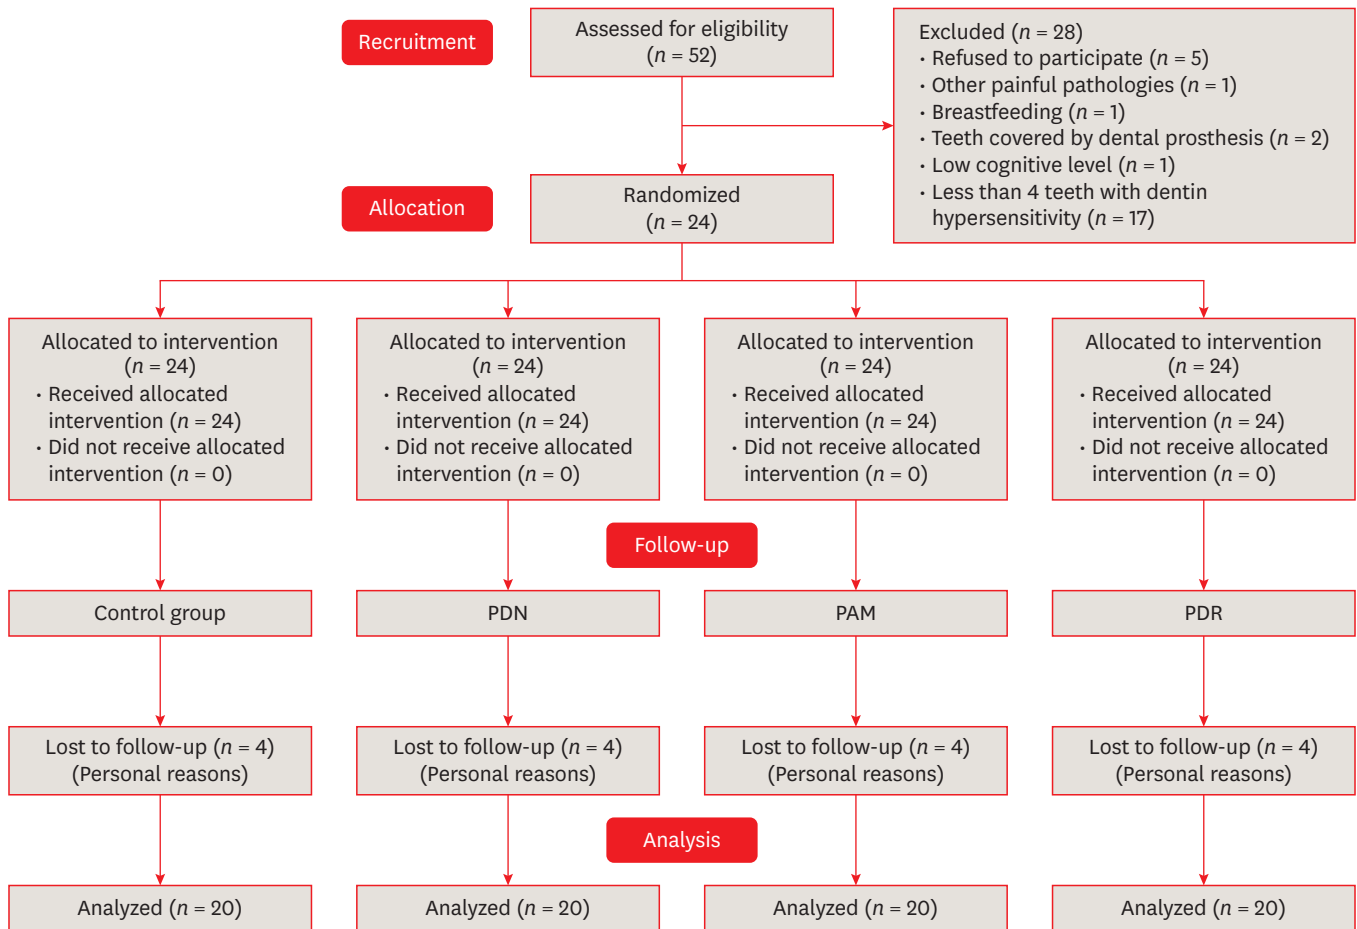 Recruitment
Assessed for eligibility
(n = 52)
Excluded (n = 28)
· Refused to participate (n = 5)
· Other painful pathologies (n = 1)
· Breastfeeding (n = 1)
· Teeth covered by dental prosthesis (n = 2)
· Low cognitive level (n = 1)
· Less than 4 teeth with dentin
hypersensitivity (n = 17)
Allocation
Randomized
(n = 24)
Allocated to intervention
(n = 24)
· Received allocated
intervention (n = 24)
· Did not receive allocated
intervention (n = 0)
Allocated to intervention
(n = 24)
· Received allocated
intervention (n = 24)
· Did not receive allocated
intervention (n = 0)
Allocated to intervention
(n = 24)
· Received allocated
intervention (n = 24)
· Did not receive allocated
intervention (n = 0)
Allocated to intervention
(n = 24)
· Received allocated
intervention (n = 24)
· Did not receive allocated
intervention (n = 0)
Follow-up
Control group
PDN
PAM
PDR
Lost to follow-up (n = 4)
(Personal reasons)
Lost to follow-up (n = 4)
(Personal reasons)
Lost to follow-up (n = 4)
(Personal reasons)
Lost to follow-up (n = 4)
(Personal reasons)
Analysis
Analyzed (n = 20)
Analyzed (n = 20)
Analyzed (n = 20)
Analyzed (n = 20)